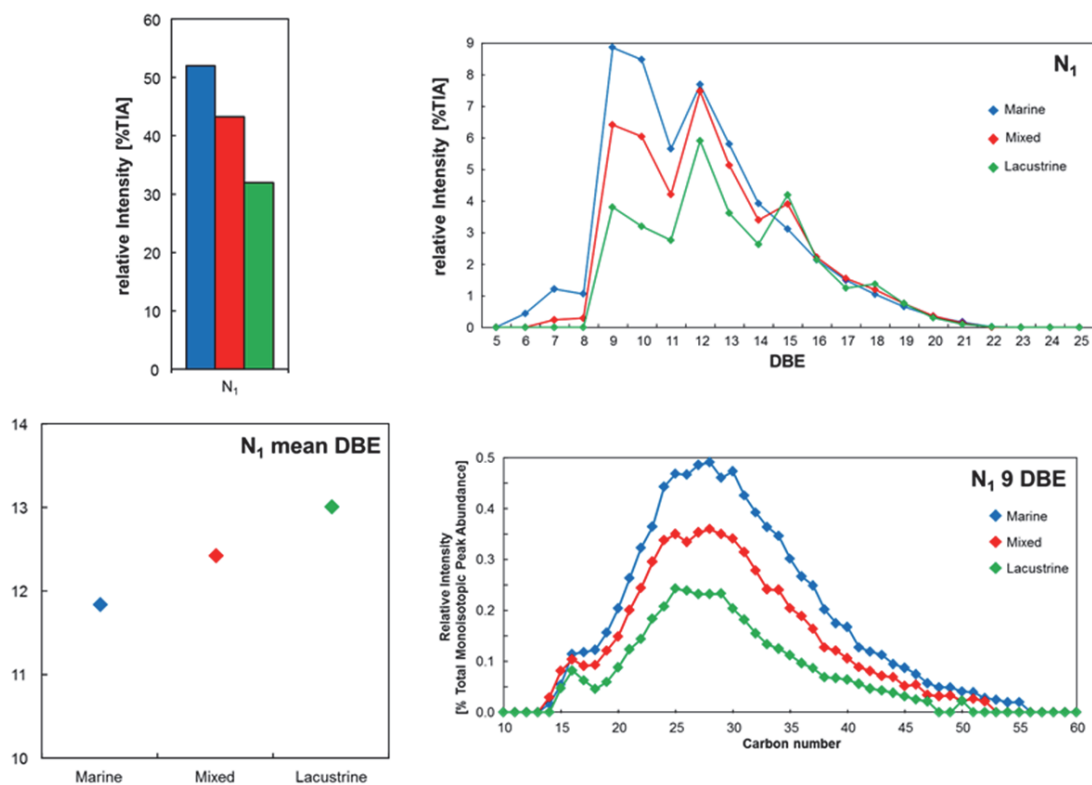 60
50
40
30
20
10
0
relative Intensity [%TIA]
N₁
9
8
7
6
5
4
3
2
1
0
relative Intensity [%TIA]
N₁
Marine
Mixed
Lacustrine
5 6 7 8 9 10 11 12 13 14 15 16 17 18 19 20 21 22 23 24 25
DBE
14
13
12
11
10
N₁ mean DBE
Marine Mixed Lacustrine
0.5
0.4
0.3
0.2
0.1
0.0
Relative Intensity
[% Total Monoisotopic Peak Abundance]
N₁ 9 DBE
Marine
Mixed
Lacustrine
10 15 20 25 30 35 40 45 50 55 60
Carbon number